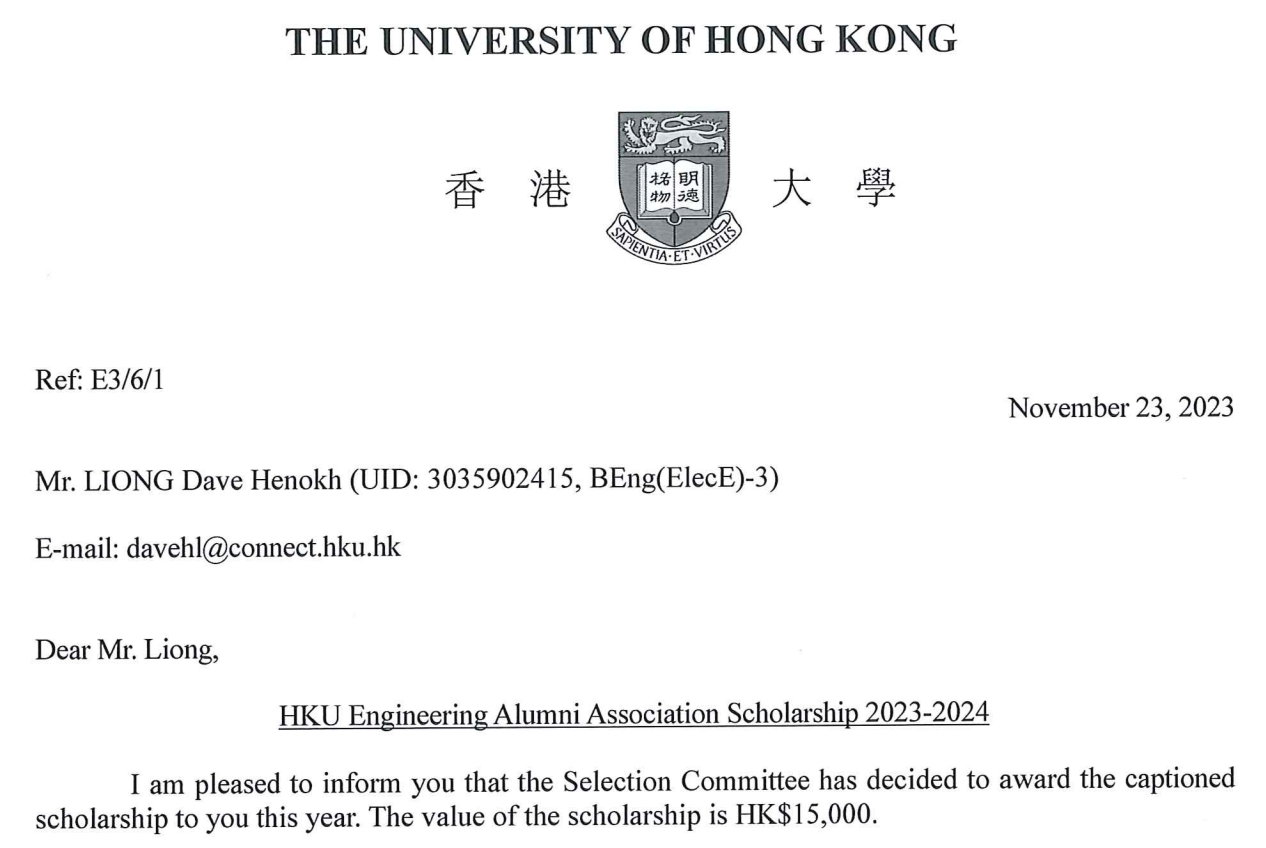 THE UNIVERSITY OF HONG KONG
香 港 大 學
明德
格物
SAPIENTIA·ET·VIRTUS
Ref: E3/6/1
November 23, 2023
Mr. LIONG Dave Henokh (UID: 3035902415, BEng(ElecE)-3)
E-mail: davehl@connect.hku.hk
Dear Mr. Liong,
HKU Engineering Alumni Association Scholarship 2023-2024
I am pleased to inform you that the Selection Committee has decided to award the captioned
scholarship to you this year. The value of the scholarship is HK$15,000.